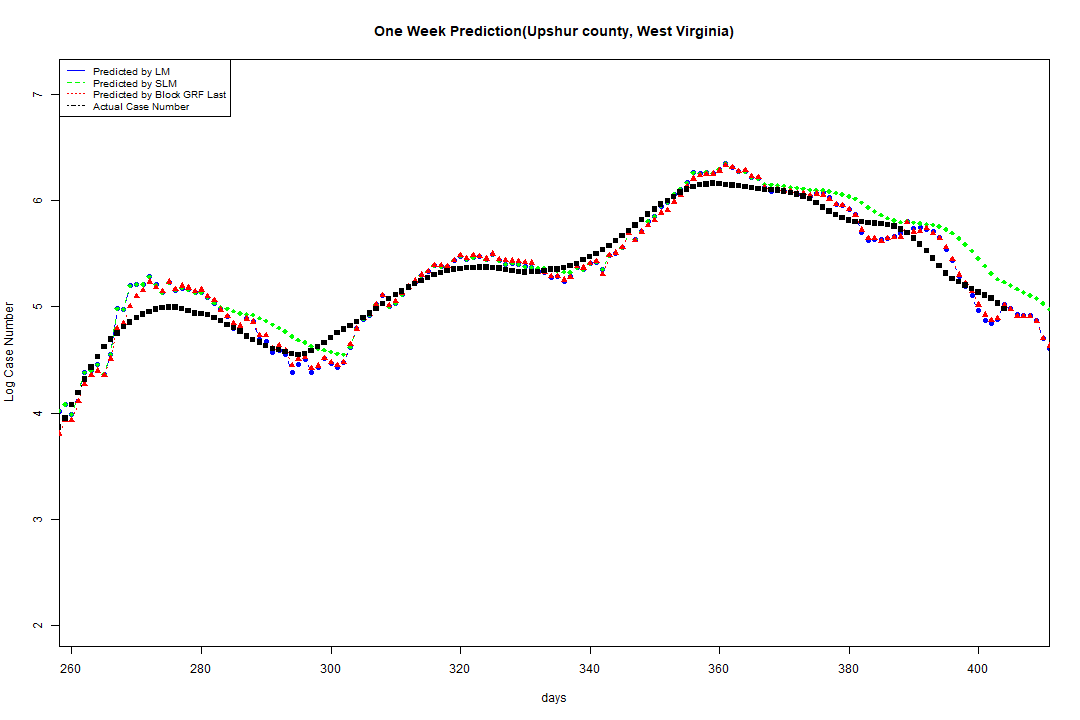 One Week Prediction(Upshur county, West Virginia)
Predicted by LM
Predicted by SLM
Predicted by Block GRF Last
Actual Case Number
7
6
5
4
3
2
Log Case Number
260 280 300 320 340 360 380 400
days